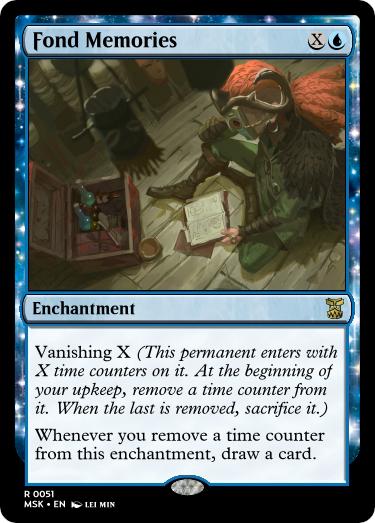 Fond Memories X
Enchantment
Vanishing X (This permanent enters with
X time counters on it. At the beginning of
your upkeep, remove a time counter from
it. When the last is removed, sacrifice it.)
Whenever you remove a time counter
from this enchantment, draw a card.
R 0051
MSK • EN LEI MIN